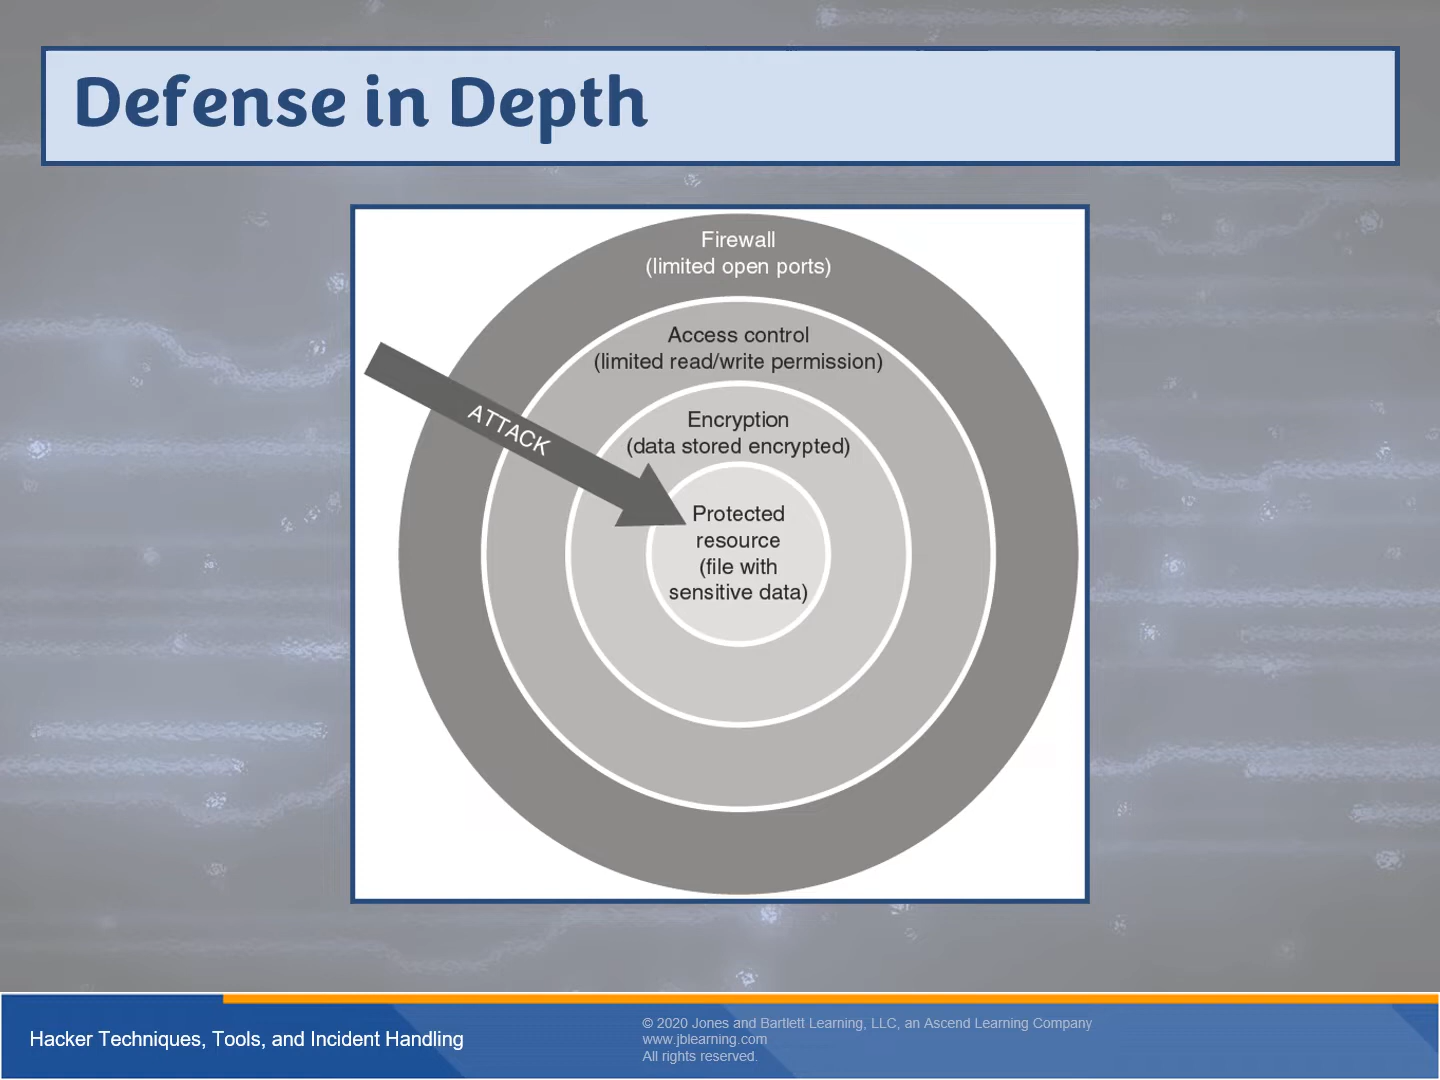 Defense in Depth
Firewall
(limited open ports)
Access control
(limited read/write permission)
Encryption
(data stored encrypted)
ATTACK
Protected
resource
(file with
sensitive data)
Hacker Techniques, Tools, and Incident Handling
© 2020 Jones and Bartlett Learning, LLC, an Ascend Learning Company
www.jblearning.com
All rights reserved.